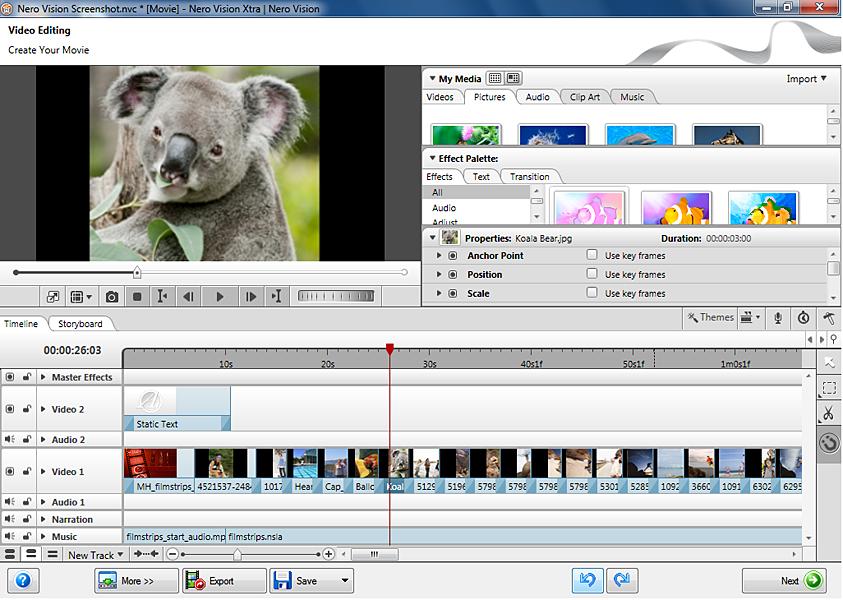 Nero Vision Screenshot.nvc * [Movie] - Nero Vision Xtra | Nero Vision
Video Editing
Create Your Movie
My Media
Import
Videos Pictures Audio Clip Art Music
Effect Palette:
Effects Text Transition
All
Audio
Adjust
Properties: Koala Bear.jpg Duration: 00:00:03:00
Anchor Point Use key frames
Position Use key frames
Scale Use key frames
Themes
Timeline Storyboard
00:00:26:03
10s 20s 30s 40s1f 50s1f 1m0s1f
Master Effects
Video 2
Static Text
Audio 2
Video 1
MH_filmstrips_ 4521537-248 1017 Hear Cap_ Ballo Koal 5129 5196 5798 5798 5798 5798 5301 5285 1092 3660 1091 6302 6295
Audio 1
Narration
Music filmstrips_start_audio.mp filmstrips.nsia
New Track
? More >> Export Save Next